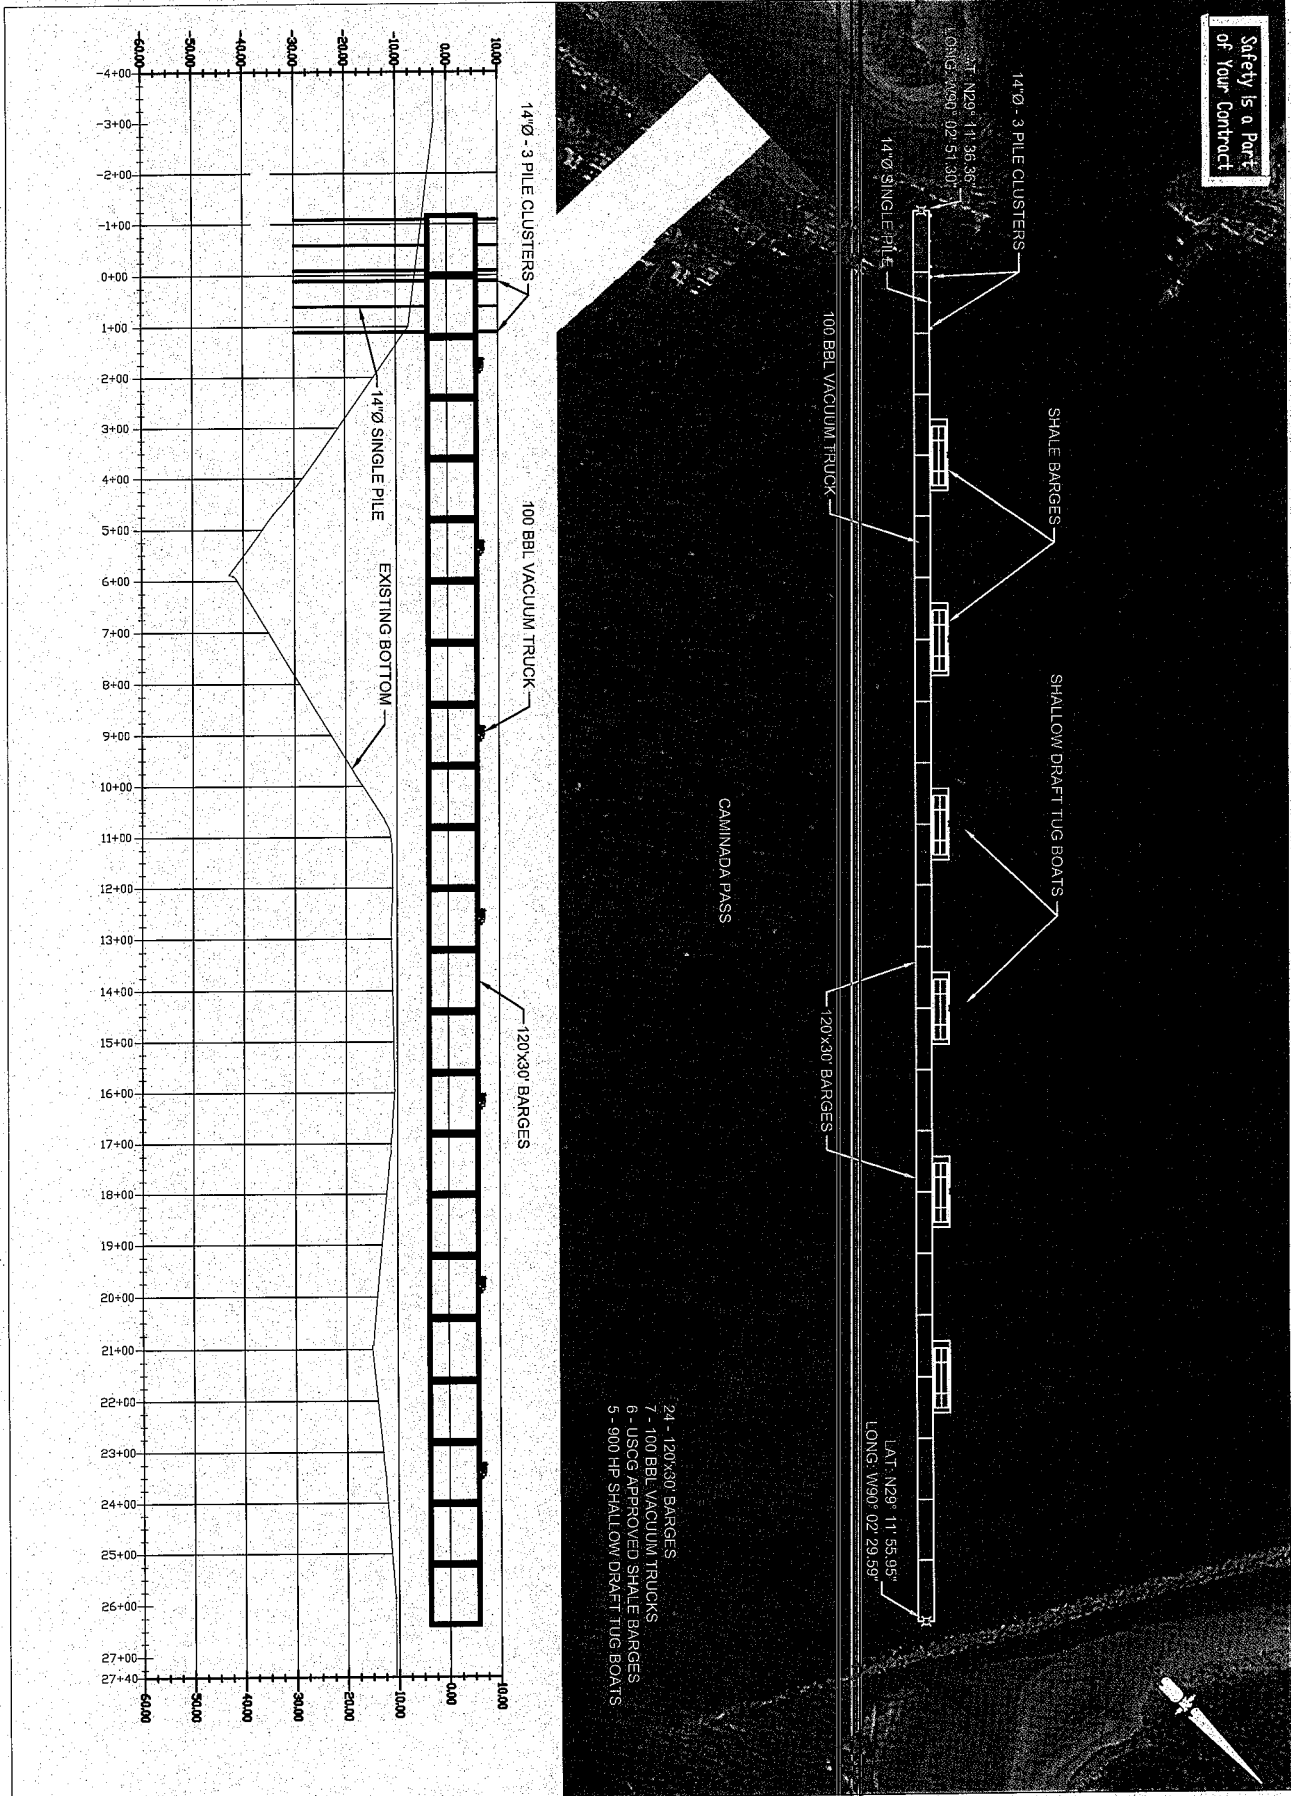 Safety is a Part
of Your Contract
14"Ø - 3 PILE CLUSTERS
N29° 11' 36.36"
LONG: W90° 02' 51.30"
14"Ø SINGLE PILE
SHALE BARGES
100 BBL VACUUM TRUCK
SHALLOW DRAFT TUG BOATS
120'x30' BARGES
CAMINADA PASS
LAT: N29° 11' 55.95"
LONG: W90° 02' 29.59"
24 - 120'x30' BARGES
7 - 100 BBL VACUUM TRUCKS
6 - USCG APPROVED SHALE BARGES
5 - 900 HP SHALLOW DRAFT TUG BOATS
14"Ø - 3 PILE CLUSTERS
100 BBL VACUUM TRUCK
120'x30' BARGES
14"Ø SINGLE PILE
EXISTING BOTTOM
10.00
0.00
-10.00
-20.00
-30.00
-40.00
-50.00
-60.00
10.00
0.00
-10.00
-20.00
-30.00
-40.00
-50.00
-60.00
-4+00
-3+00
-2+00
-1+00
0+00
1+00
2+00
3+00
4+00
5+00
6+00
7+00
8+00
9+00
10+00
11+00
12+00
13+00
14+00
15+00
16+00
17+00
18+00
19+00
20+00
21+00
22+00
23+00
24+00
25+00
26+00
27+00
27+40